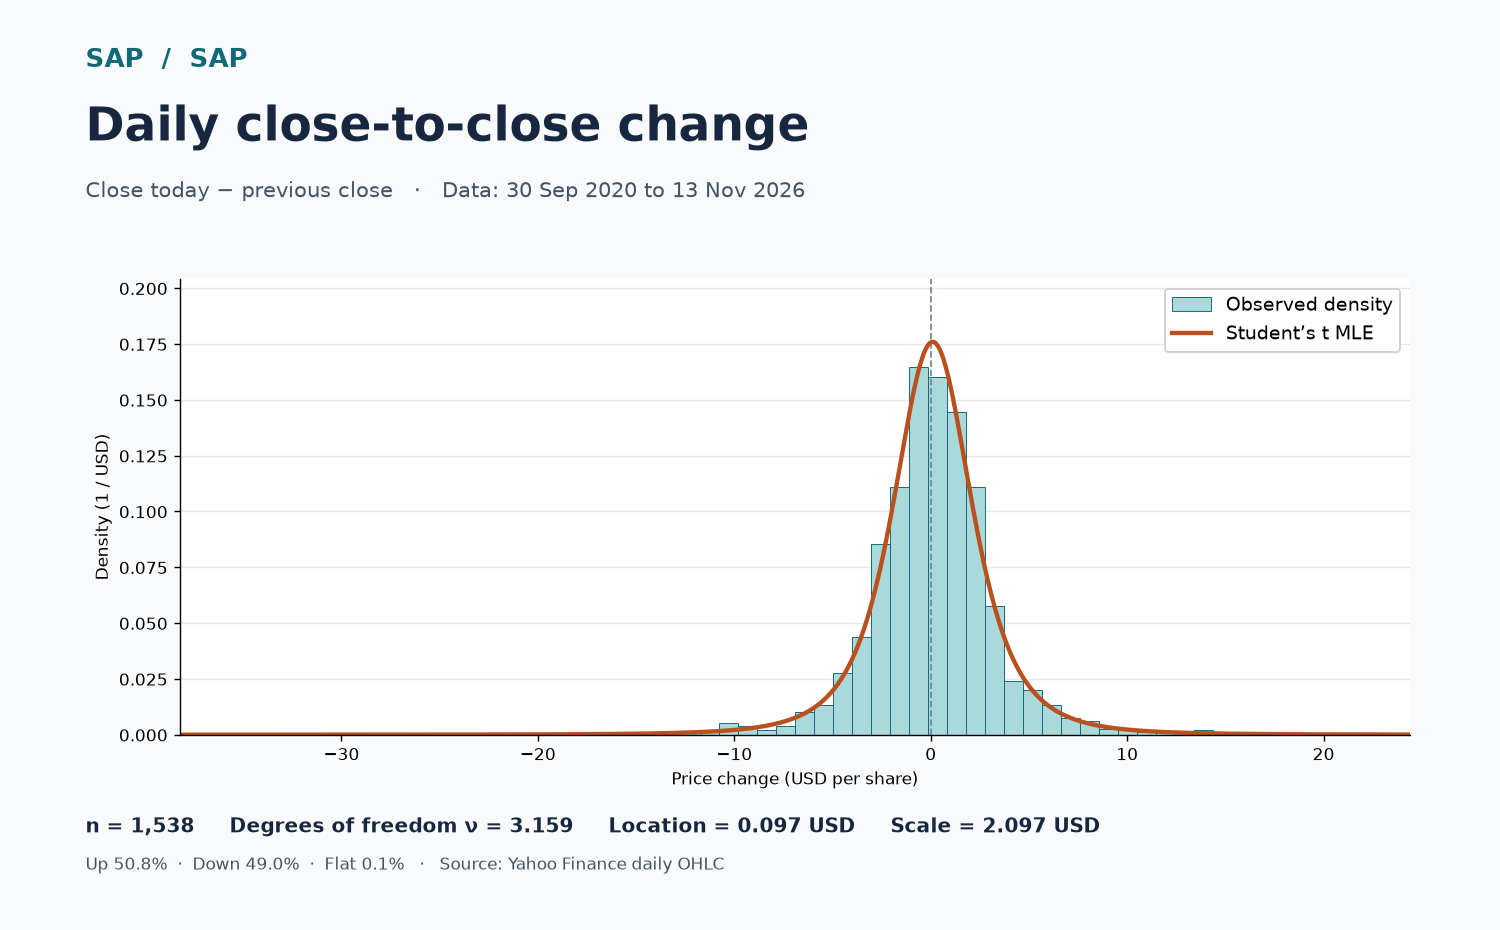 SAP / SAP
Daily close-to-close change
Close today − previous close · Data: 30 Sep 2020 to 13 Nov 2026
Observed density
Student’s t MLE
0.200
0.175
0.150
0.125
0.100
0.075
0.050
0.025
0.000
Density (1 / USD)
−30
−20
−10
0
10
20
Price change (USD per share)
n = 1,538 Degrees of freedom ν = 3.159 Location = 0.097 USD Scale = 2.097 USD
Up 50.8% · Down 49.0% · Flat 0.1% · Source: Yahoo Finance daily OHLC